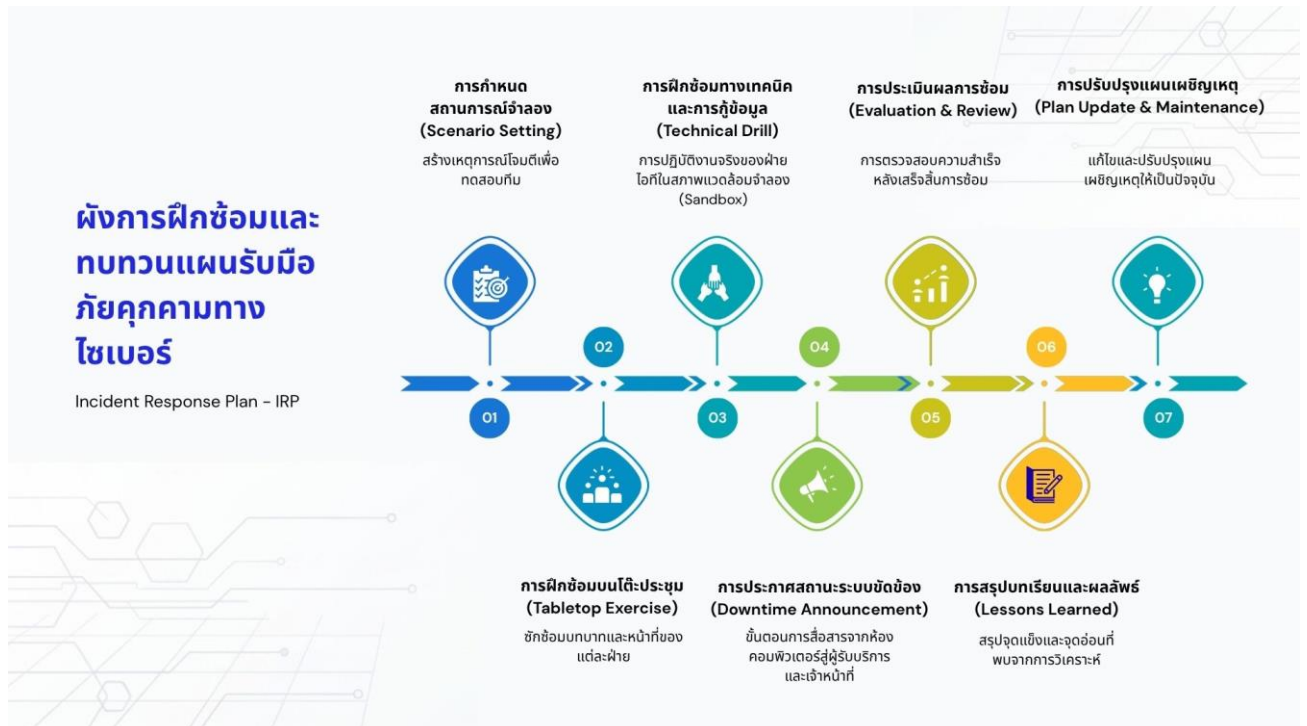 ผังการฝึกซ้อมและ
ทบทวนแผนรับมือ
ภัยคุกคามทาง
ไซเบอร์
Incident Response Plan - IRP
การกำหนด
สถานการณ์จำลอง
(Scenario Setting)
สร้างเหตุการณ์โจมตีเพื่อ
ทดสอบทีม
01
02
การฝึกซ้อมบนโต๊ะประชุม
(Tabletop Exercise)
ซักซ้อมบทบาทและหน้าที่ของ
แต่ละฝ่าย
การฝึกซ้อมทางเทคนิค
และการกู้ข้อมูล
(Technical Drill)
การปฏิบัติงานจริงของฝ่าย
ไอทีในสภาพแวดล้อมจำลอง
(Sandbox)
03
04
การประกาศสถานะระบบขัดข้อง
(Downtime Announcement)
ขั้นตอนการสื่อสารจากห้อง
คอมพิวเตอร์สู่ผู้รับบริการ
และเจ้าหน้าที่
การประเมินผลการซ้อม
(Evaluation & Review)
การตรวจสอบความสำเร็จ
หลังเสร็จสิ้นการซ้อม
05
06
การสรุปบทเรียนและผลลัพธ์
(Lessons Learned)
สรุปจุดแข็งและจุดอ่อนที่
พบจากการวิเคราะห์
การปรับปรุงแผนเผชิญเหตุ
(Plan Update & Maintenance)
แก้ไขและปรับปรุงแผน
เผชิญเหตุให้เป็นปัจจุบัน
07